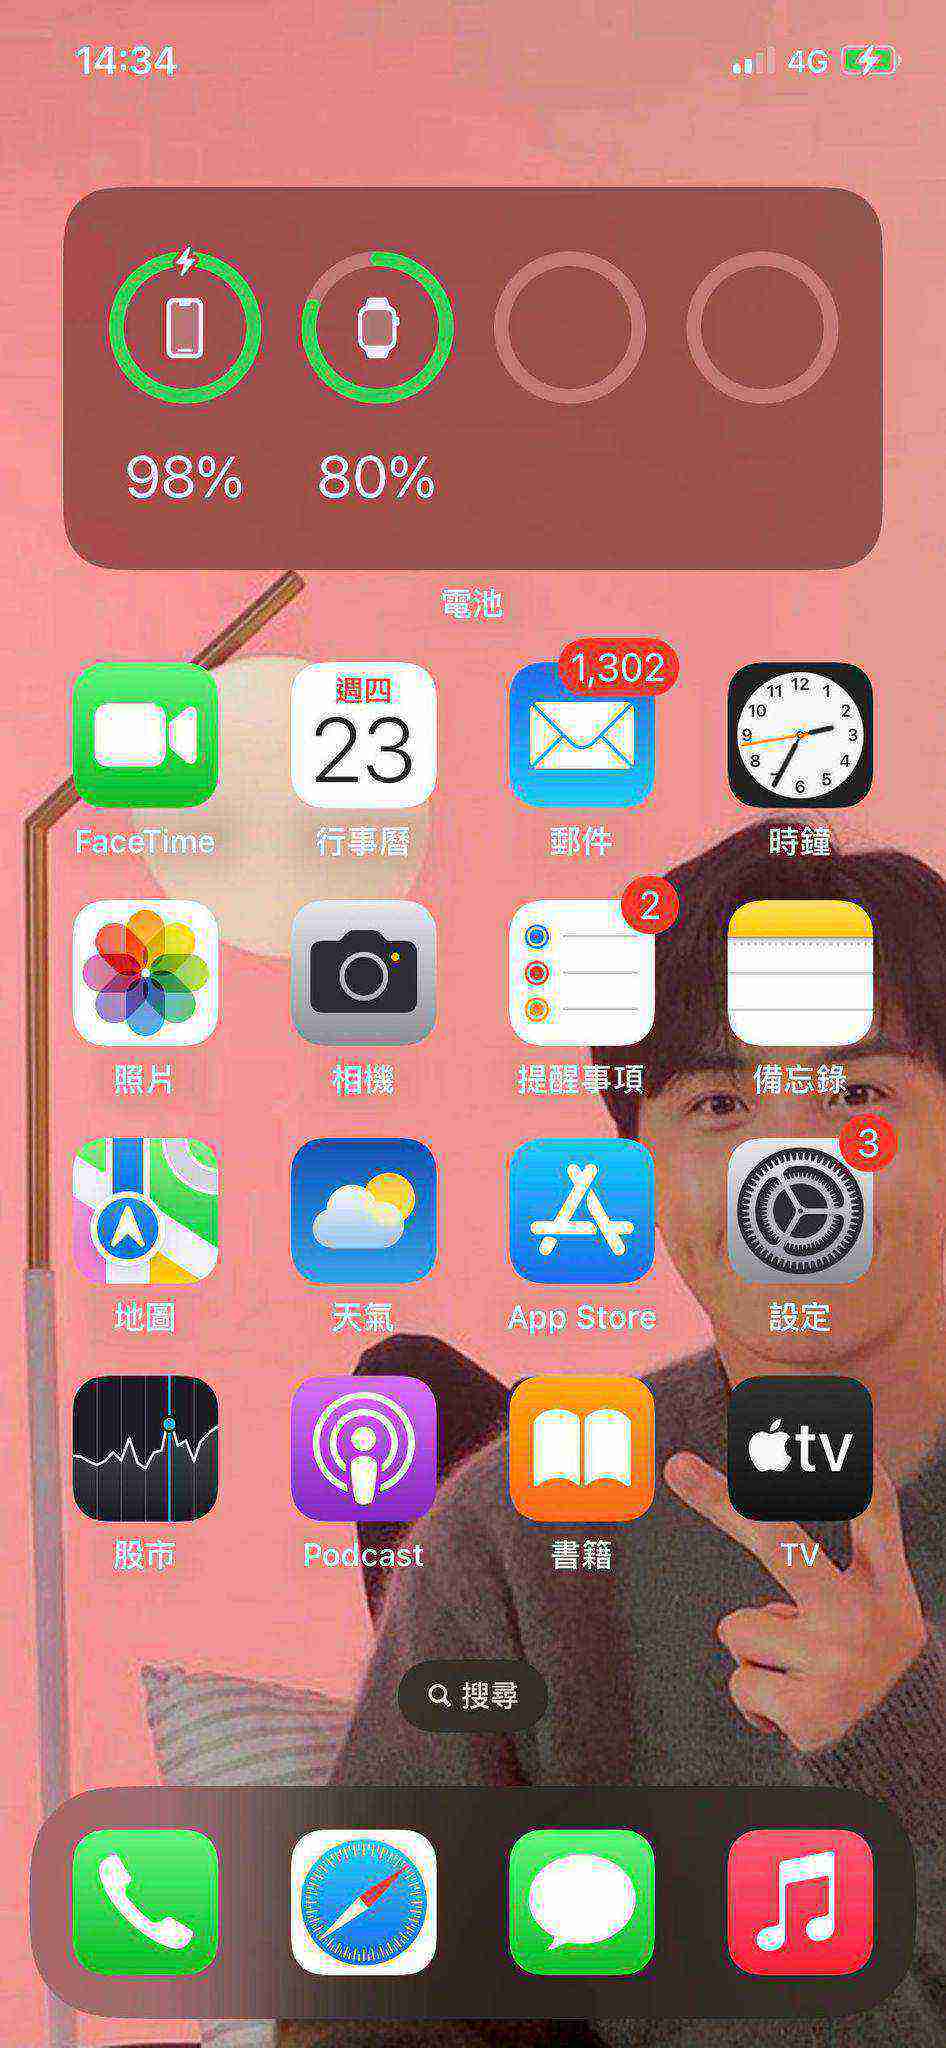 14:34 4G
98% 80%
電池
週四
23
1,302
12
11 1
10 2
9 3
8 4
7 5
6
FaceTime 行事曆 郵件 時鐘
2
照片 相機 提醒事項 備忘錄
3
地圖 天氣 App Store 設定
tv
股市 Podcast 書籍 TV
搜尋